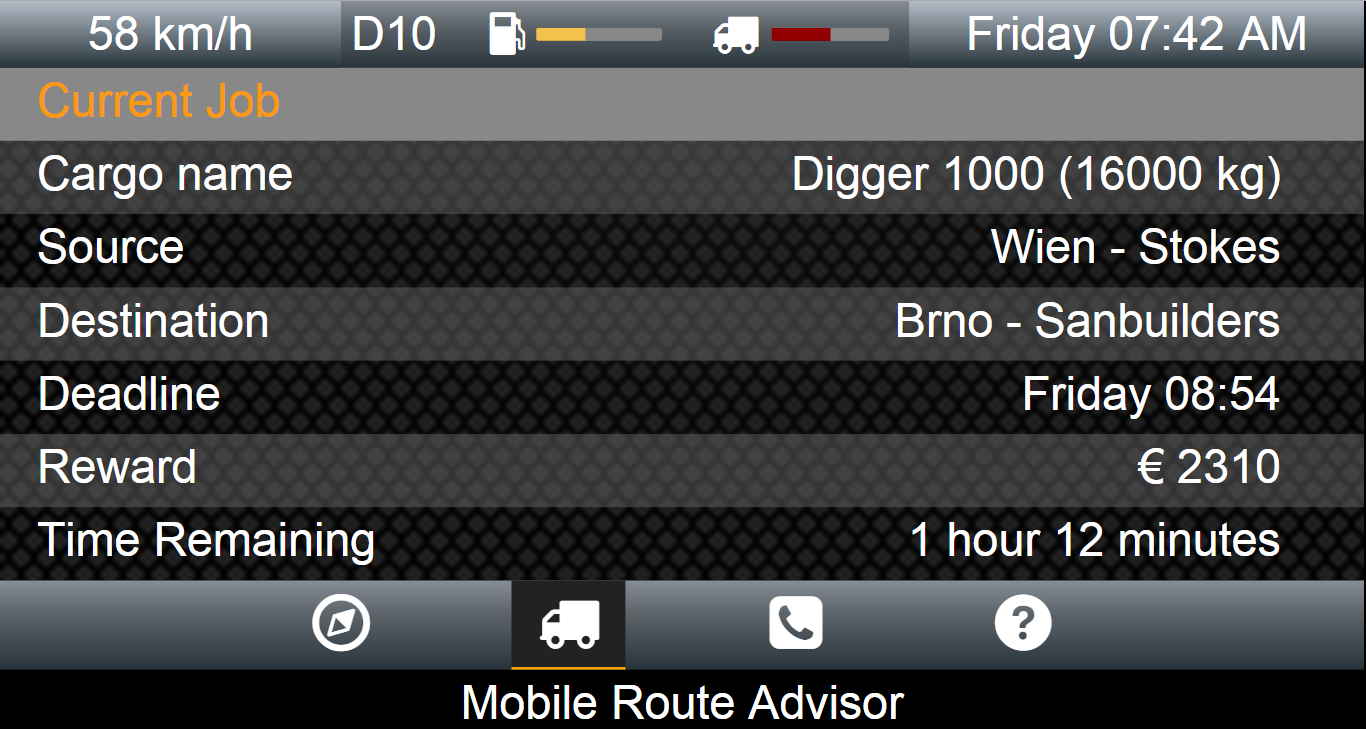 58 km/h D10 Friday 07:42 AM
Current Job
Cargo name Digger 1000 (16000 kg)
Source Wien - Stokes
Destination Brno - Sanbuilders
Deadline Friday 08:54
Reward € 2310
Time Remaining 1 hour 12 minutes
?
Mobile Route Advisor